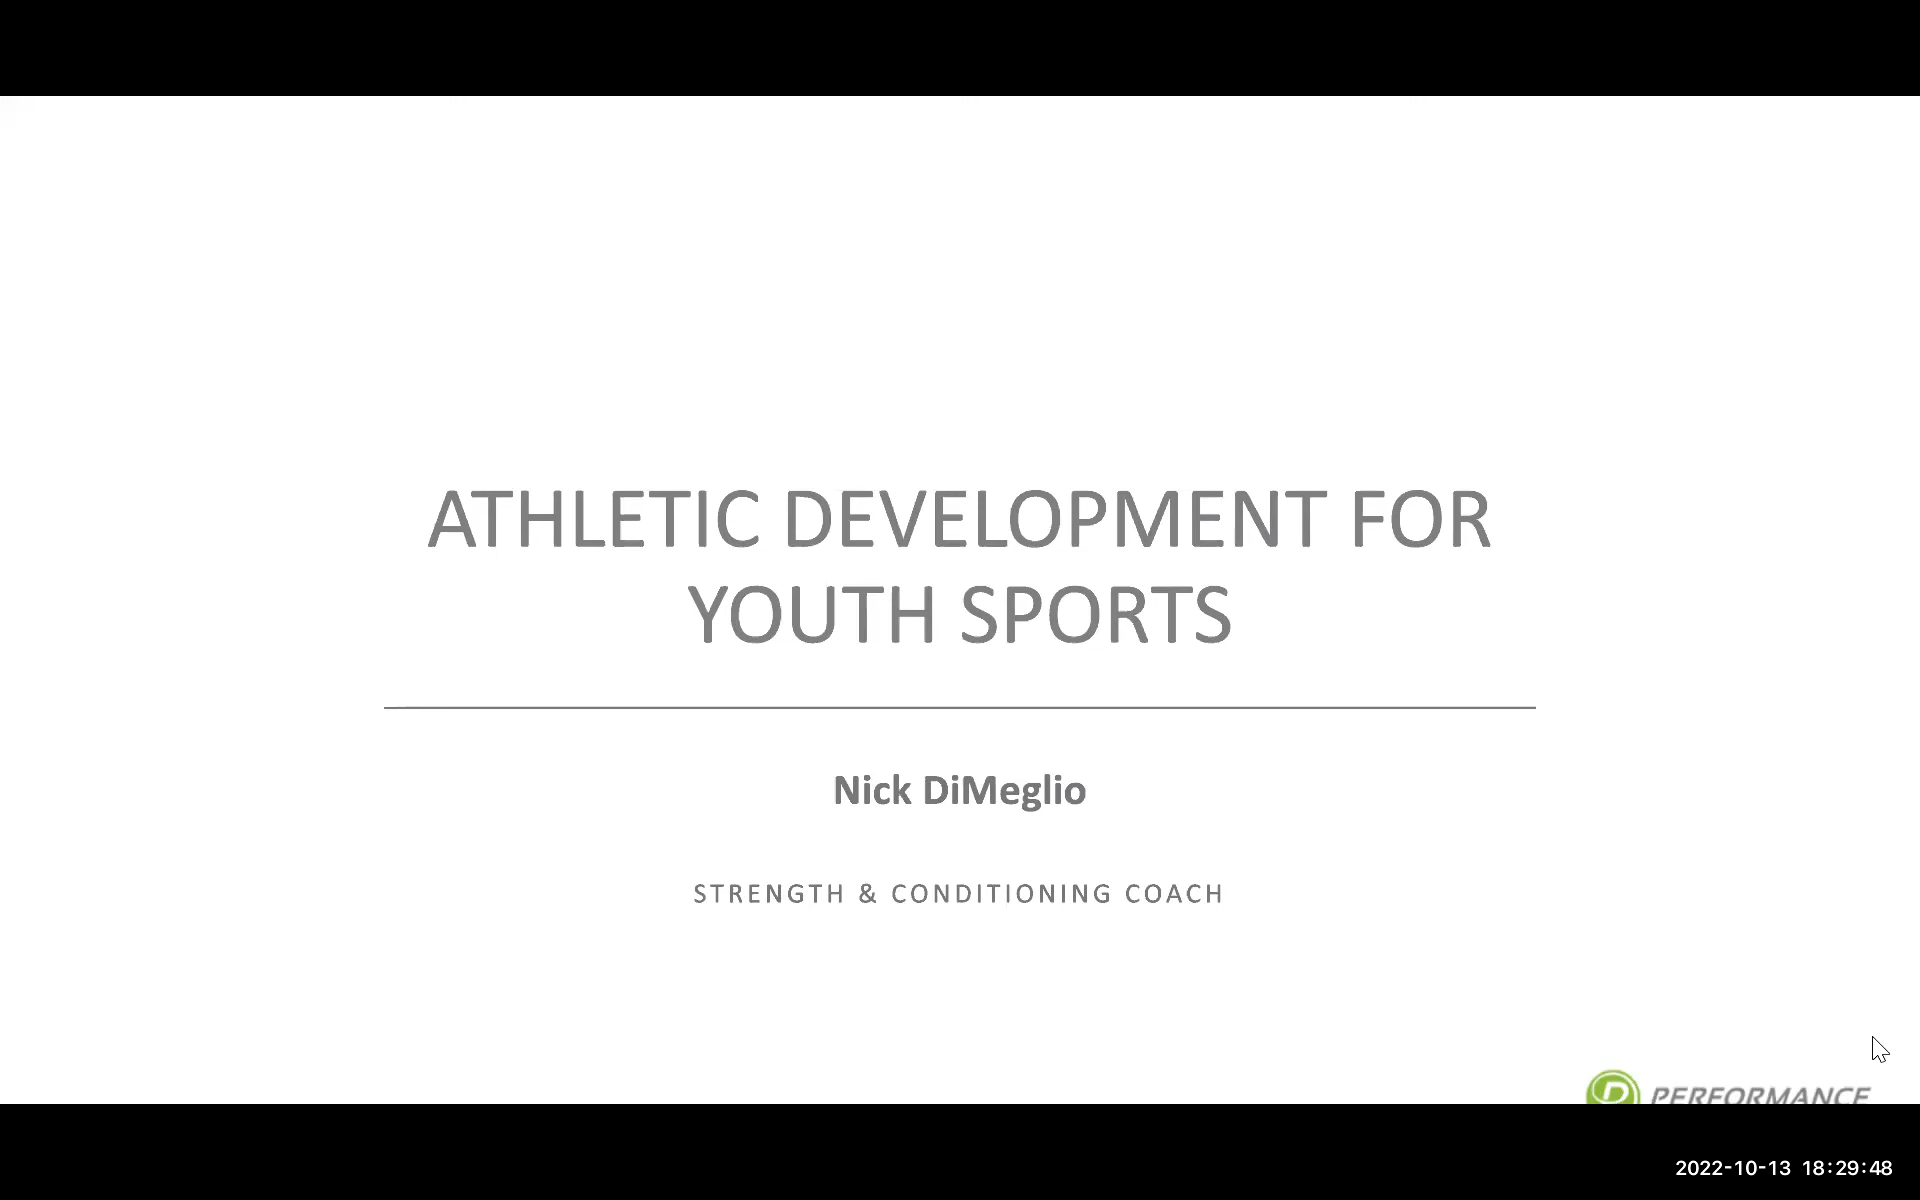 ATHLETIC DEVELOPMENT FOR
YOUTH SPORTS
Nick DiMeglio
STRENGTH & CONDITIONING COACH
PERFORMANCE
2022-10-13 18:29:48